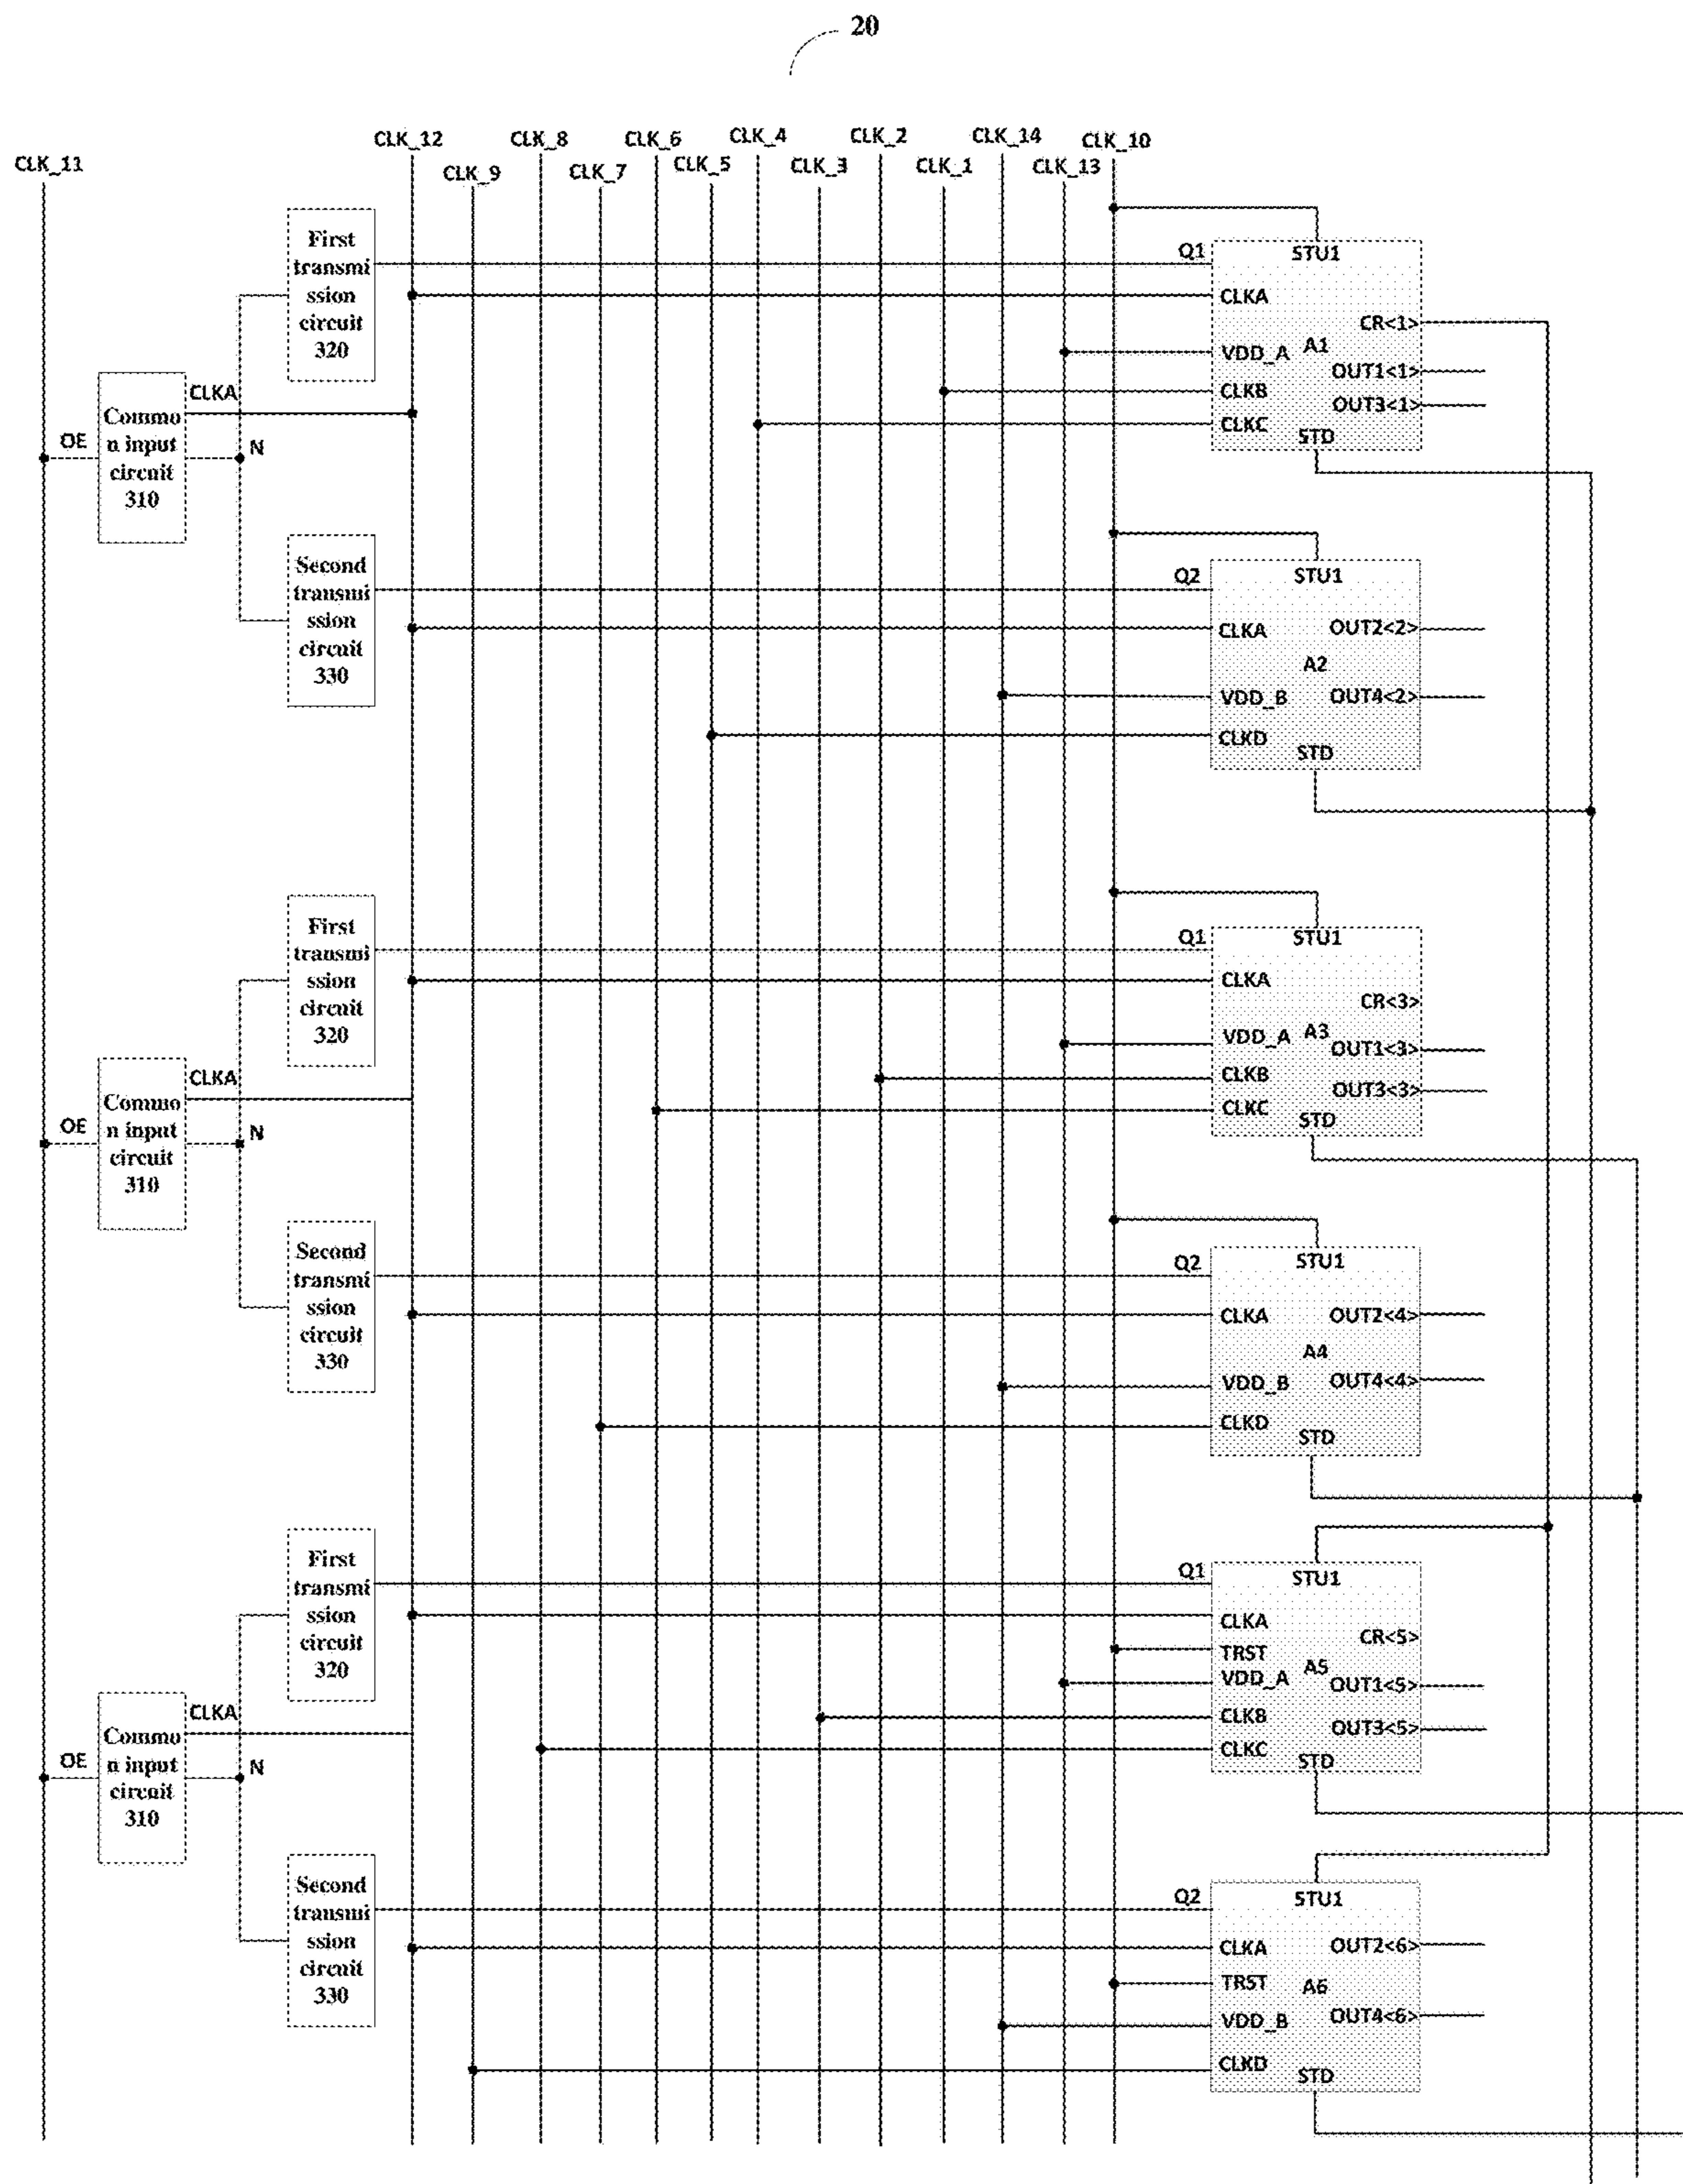 20
CLK_11
CLK_12
CLK_9
CLK_8
CLK_7
CLK_6
CLK_5
CLK_4
CLK_3
CLK_2
CLK_1
CLK_14
CLK_13
CLK_10
First
transmi
ssion
circuit
320
Q1
STU1
CLKA
CR<1>
VDD_A
A1
OUT1<1>
CLKB
OUT3<1>
CLKC
STD
CLKA
OE
Commo
n input
circuit
310
N
Second
transmi
ssion
circuit
330
Q2
STU1
CLKA
OUT2<2>
A2
VDD_B
OUT4<2>
CLKD
STD
First
transmi
ssion
circuit
320
Q1
STU1
CLKA
CR<3>
VDD_A
A3
OUT1<3>
CLKB
OUT3<3>
CLKC
STD
CLKA
OE
Commo
n input
circuit
310
N
Second
transmi
ssion
circuit
330
Q2
STU1
CLKA
OUT2<4>
A4
VDD_B
OUT4<4>
CLKD
STD
First
transmi
ssion
circuit
320
Q1
STU1
CLKA
CR<5>
TRST
VDD_A
A5
OUT1<5>
CLKB
OUT3<5>
CLKC
STD
CLKA
OE
Commo
n input
circuit
310
N
Second
transmi
ssion
circuit
330
Q2
STU1
CLKA
OUT2<6>
TRST
A6
VDD_B
OUT4<6>
CLKD
STD